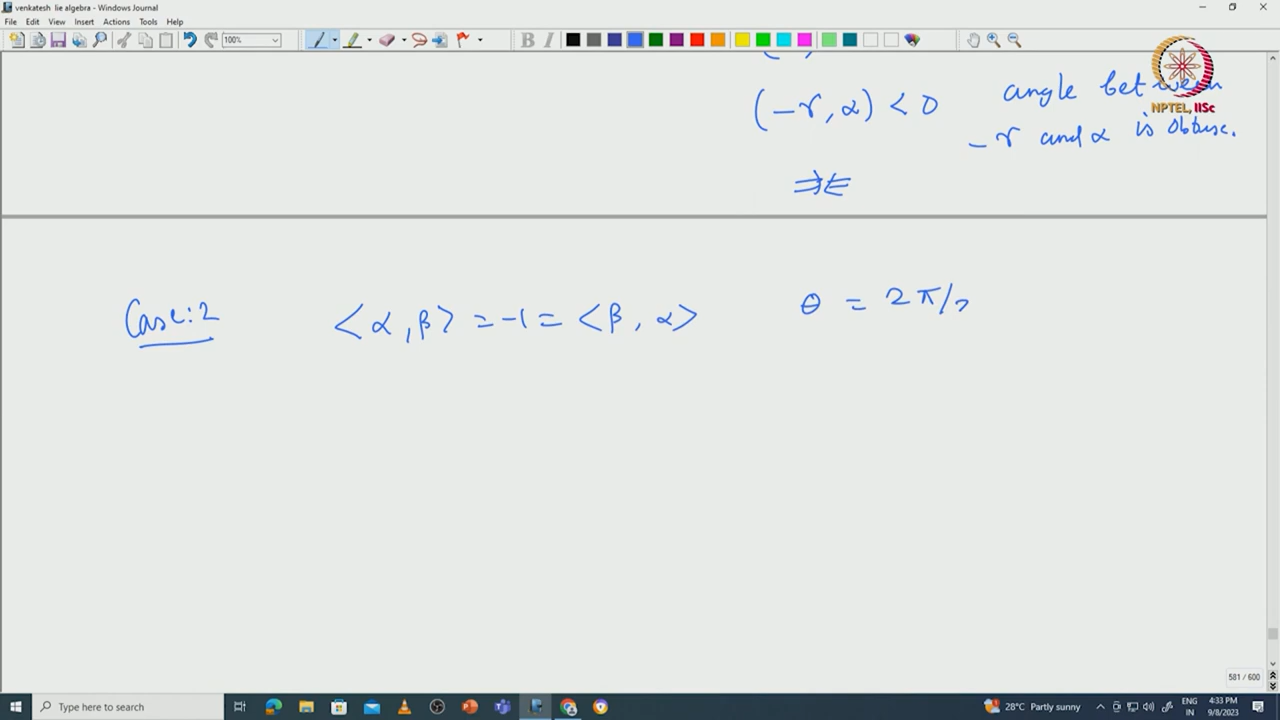 venkatesh lie algebra - Windows Journal
File Edit View Insert Actions Tools Help
100%
B I
(-γ, α) < 0
angle between
-γ and α is obtuse.
NPTEL, IISc
⇒⇐
Case:2
<α, β> = -1 = <β, α>
θ = 2π/
581 / 600
Type here to search
28°C Partly sunny
ENG
IN
4:33 PM
9/8/2023